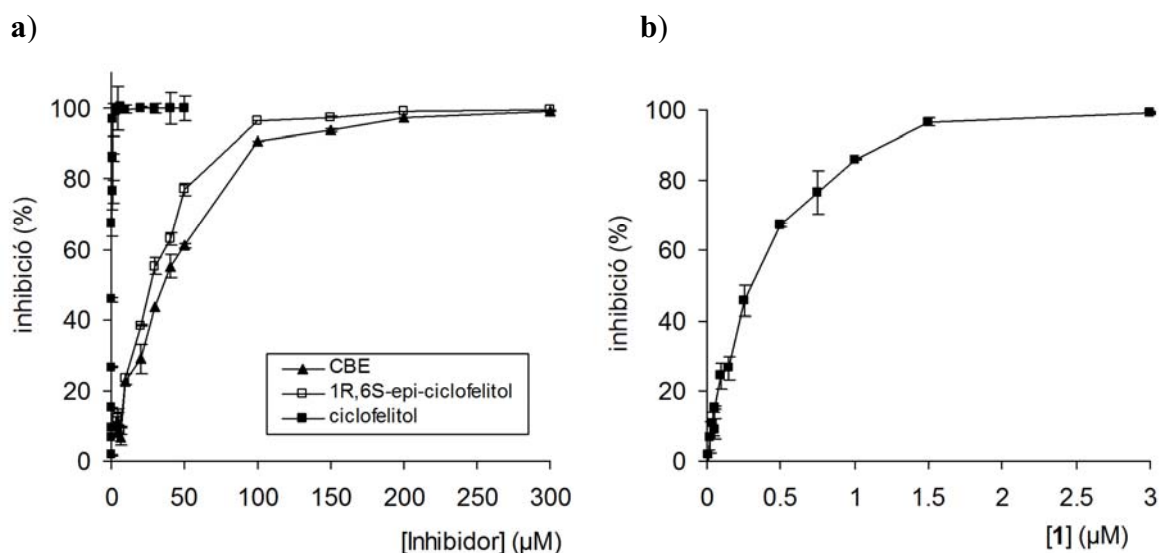 a)
b)
inhibició (%)
100
80
60
40
20
0
CBE
1R,6S-epi-ciclofelitol
ciclofelitol
0 50 100 150 200 250 300
[Inhibidor] (µM)
inhibició (%)
100
80
60
40
20
0
0 0.5 1 1.5 2 2.5 3
[1] (µM)